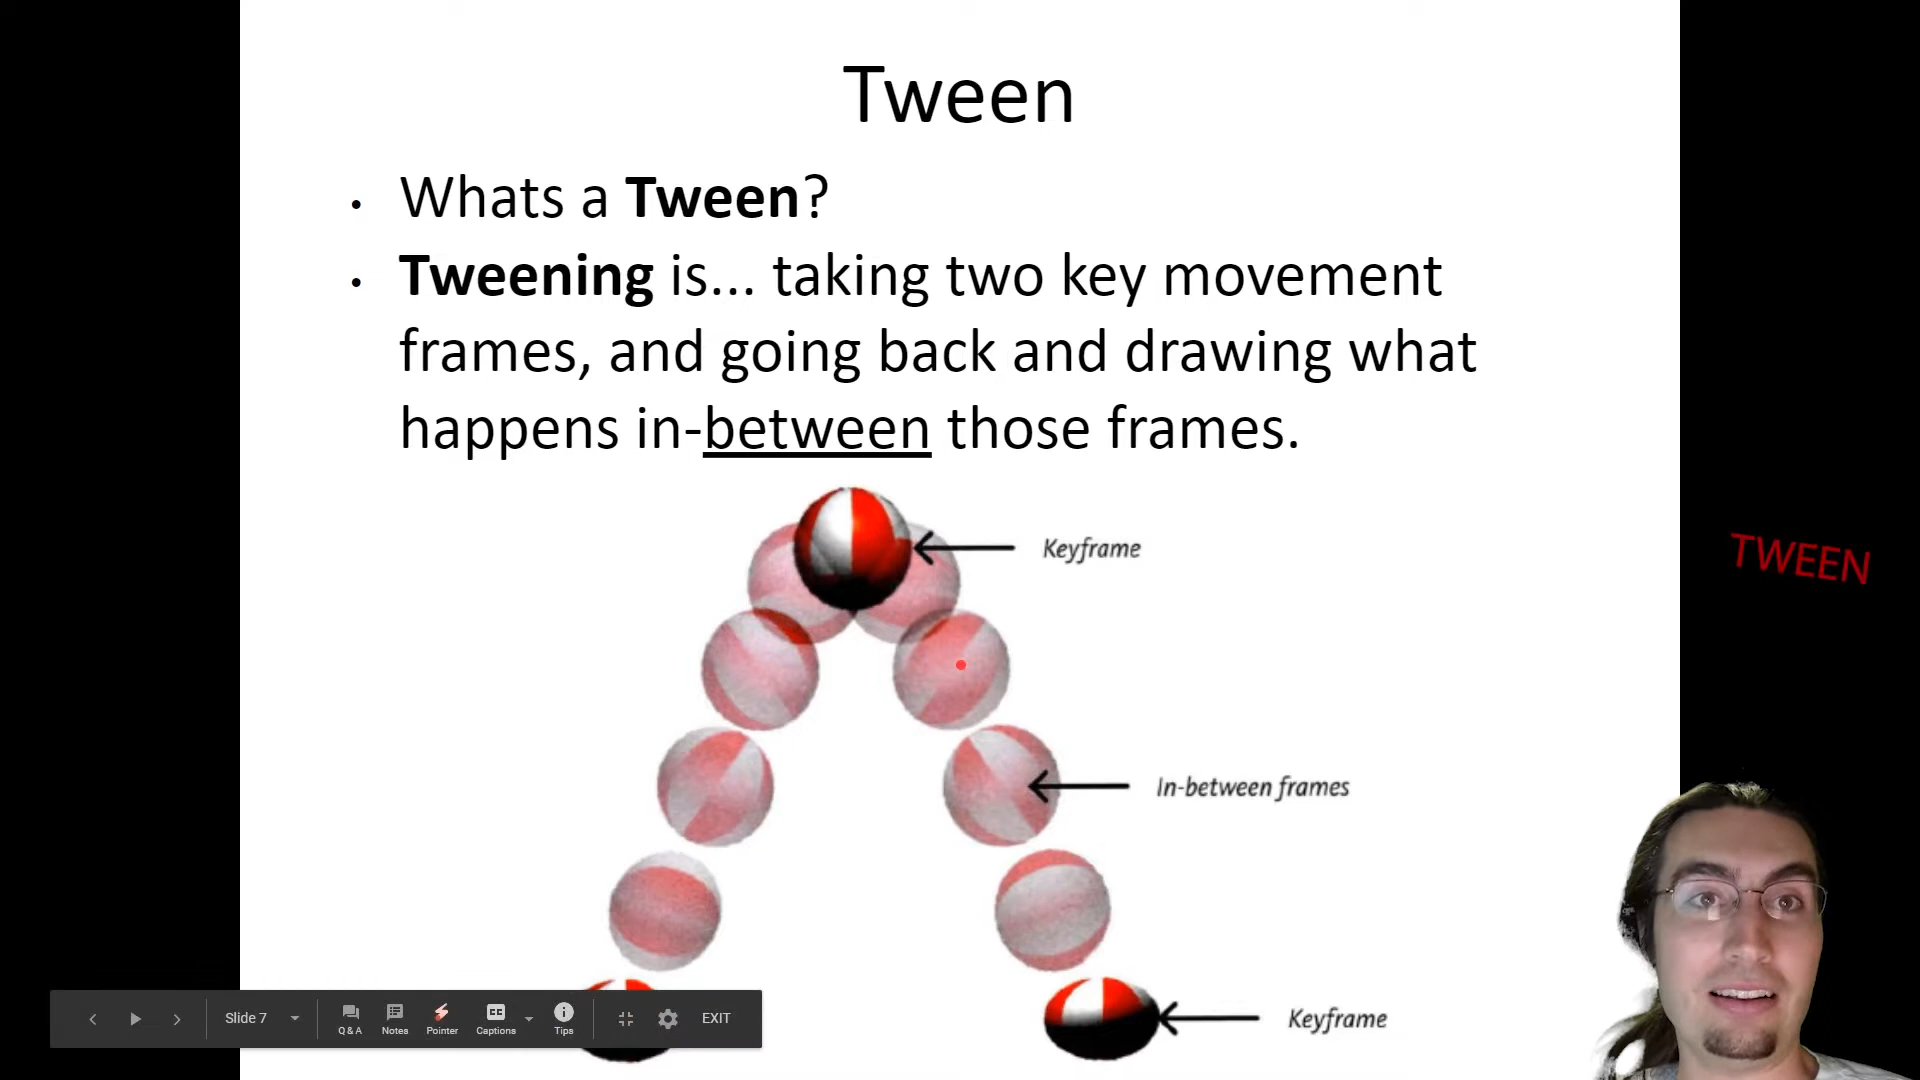 Tween
• Whats a Tween?
• Tweening is... taking two key movement
frames, and going back and drawing what
happens in-between those frames.
Keyframe
TWEEN
In-between frames
Keyframe
Slide 7
Q & A
Notes
Pointer
Captions
Tips
EXIT